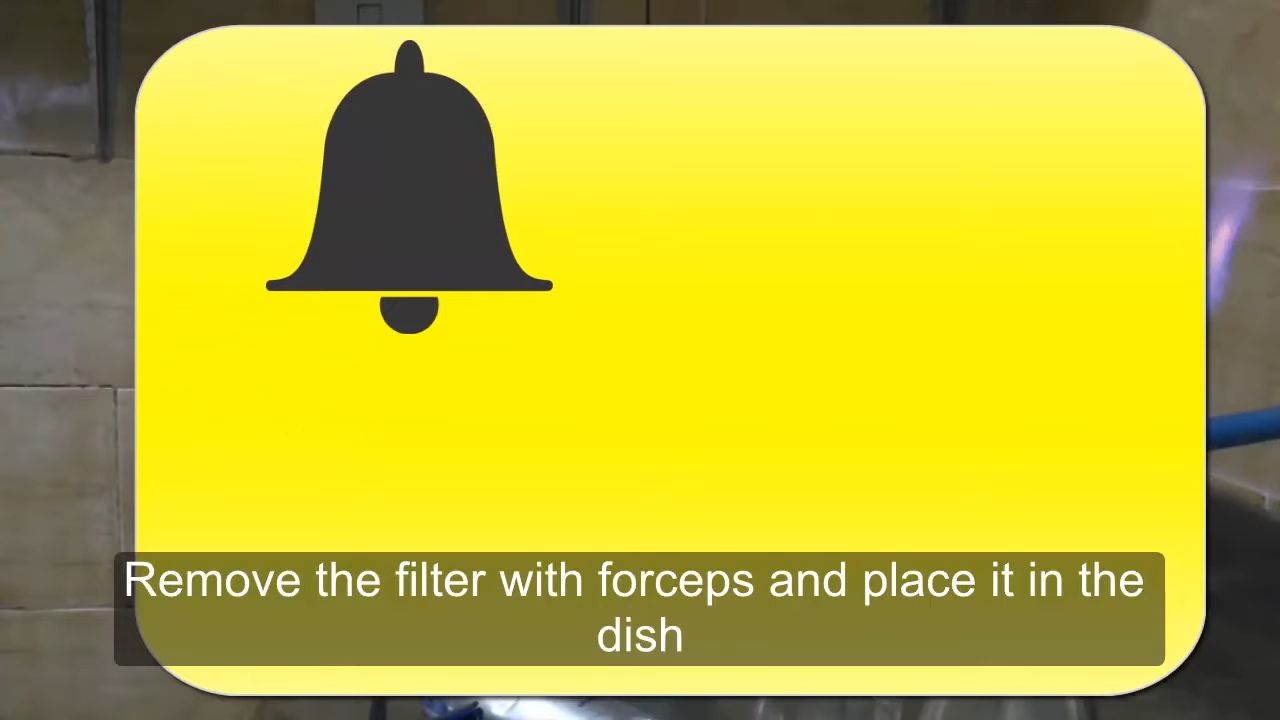 Remove the filter with forceps and place it in the
dish